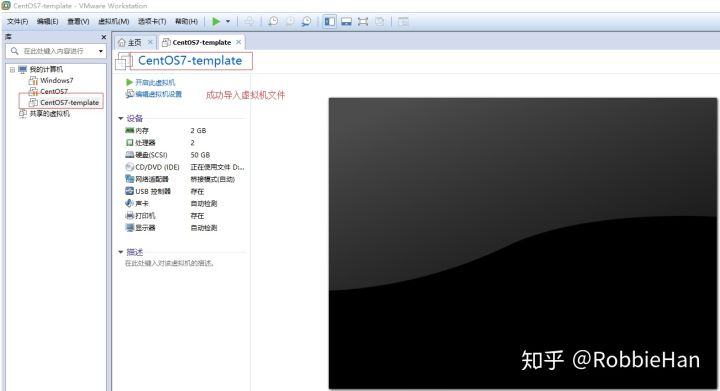 CentOS7-template - VMware Workstation
文件(F) 编辑(E) 查看(V) 虚拟机(M) 选项卡(T) 帮助(H)
库
在此处键入内容进行
我的计算机
Windows7
CentOS7
CentOS7-template
共享的虚拟机
主页
CentOS7-template
CentOS7-template
开启此虚拟机
编辑虚拟机设置
成功导入虚拟机文件
设备
内存 2 GB
处理器 2
硬盘(SCSI) 50 GB
CD/DVD (IDE) 正在使用文件 D:...
网络适配器 桥接模式(自动)
USB 控制器 存在
声卡 自动检测
打印机 存在
显示器 自动检测
描述
在此处键入对该虚拟机的描述。
知乎 @RobbieHan